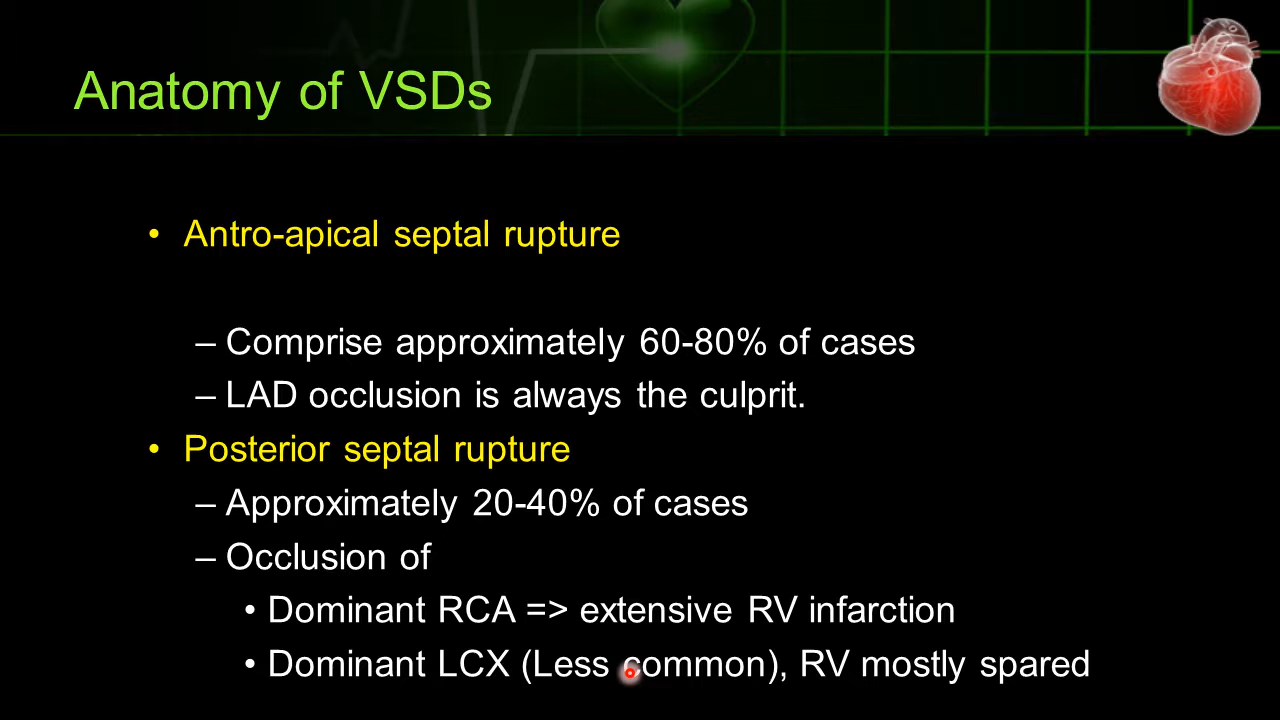 Anatomy of VSDs
• Antro-apical septal rupture
– Comprise approximately 60-80% of cases
– LAD occlusion is always the culprit.
• Posterior septal rupture
– Approximately 20-40% of cases
– Occlusion of
• Dominant RCA => extensive RV infarction
• Dominant LCX (Less common), RV mostly spared